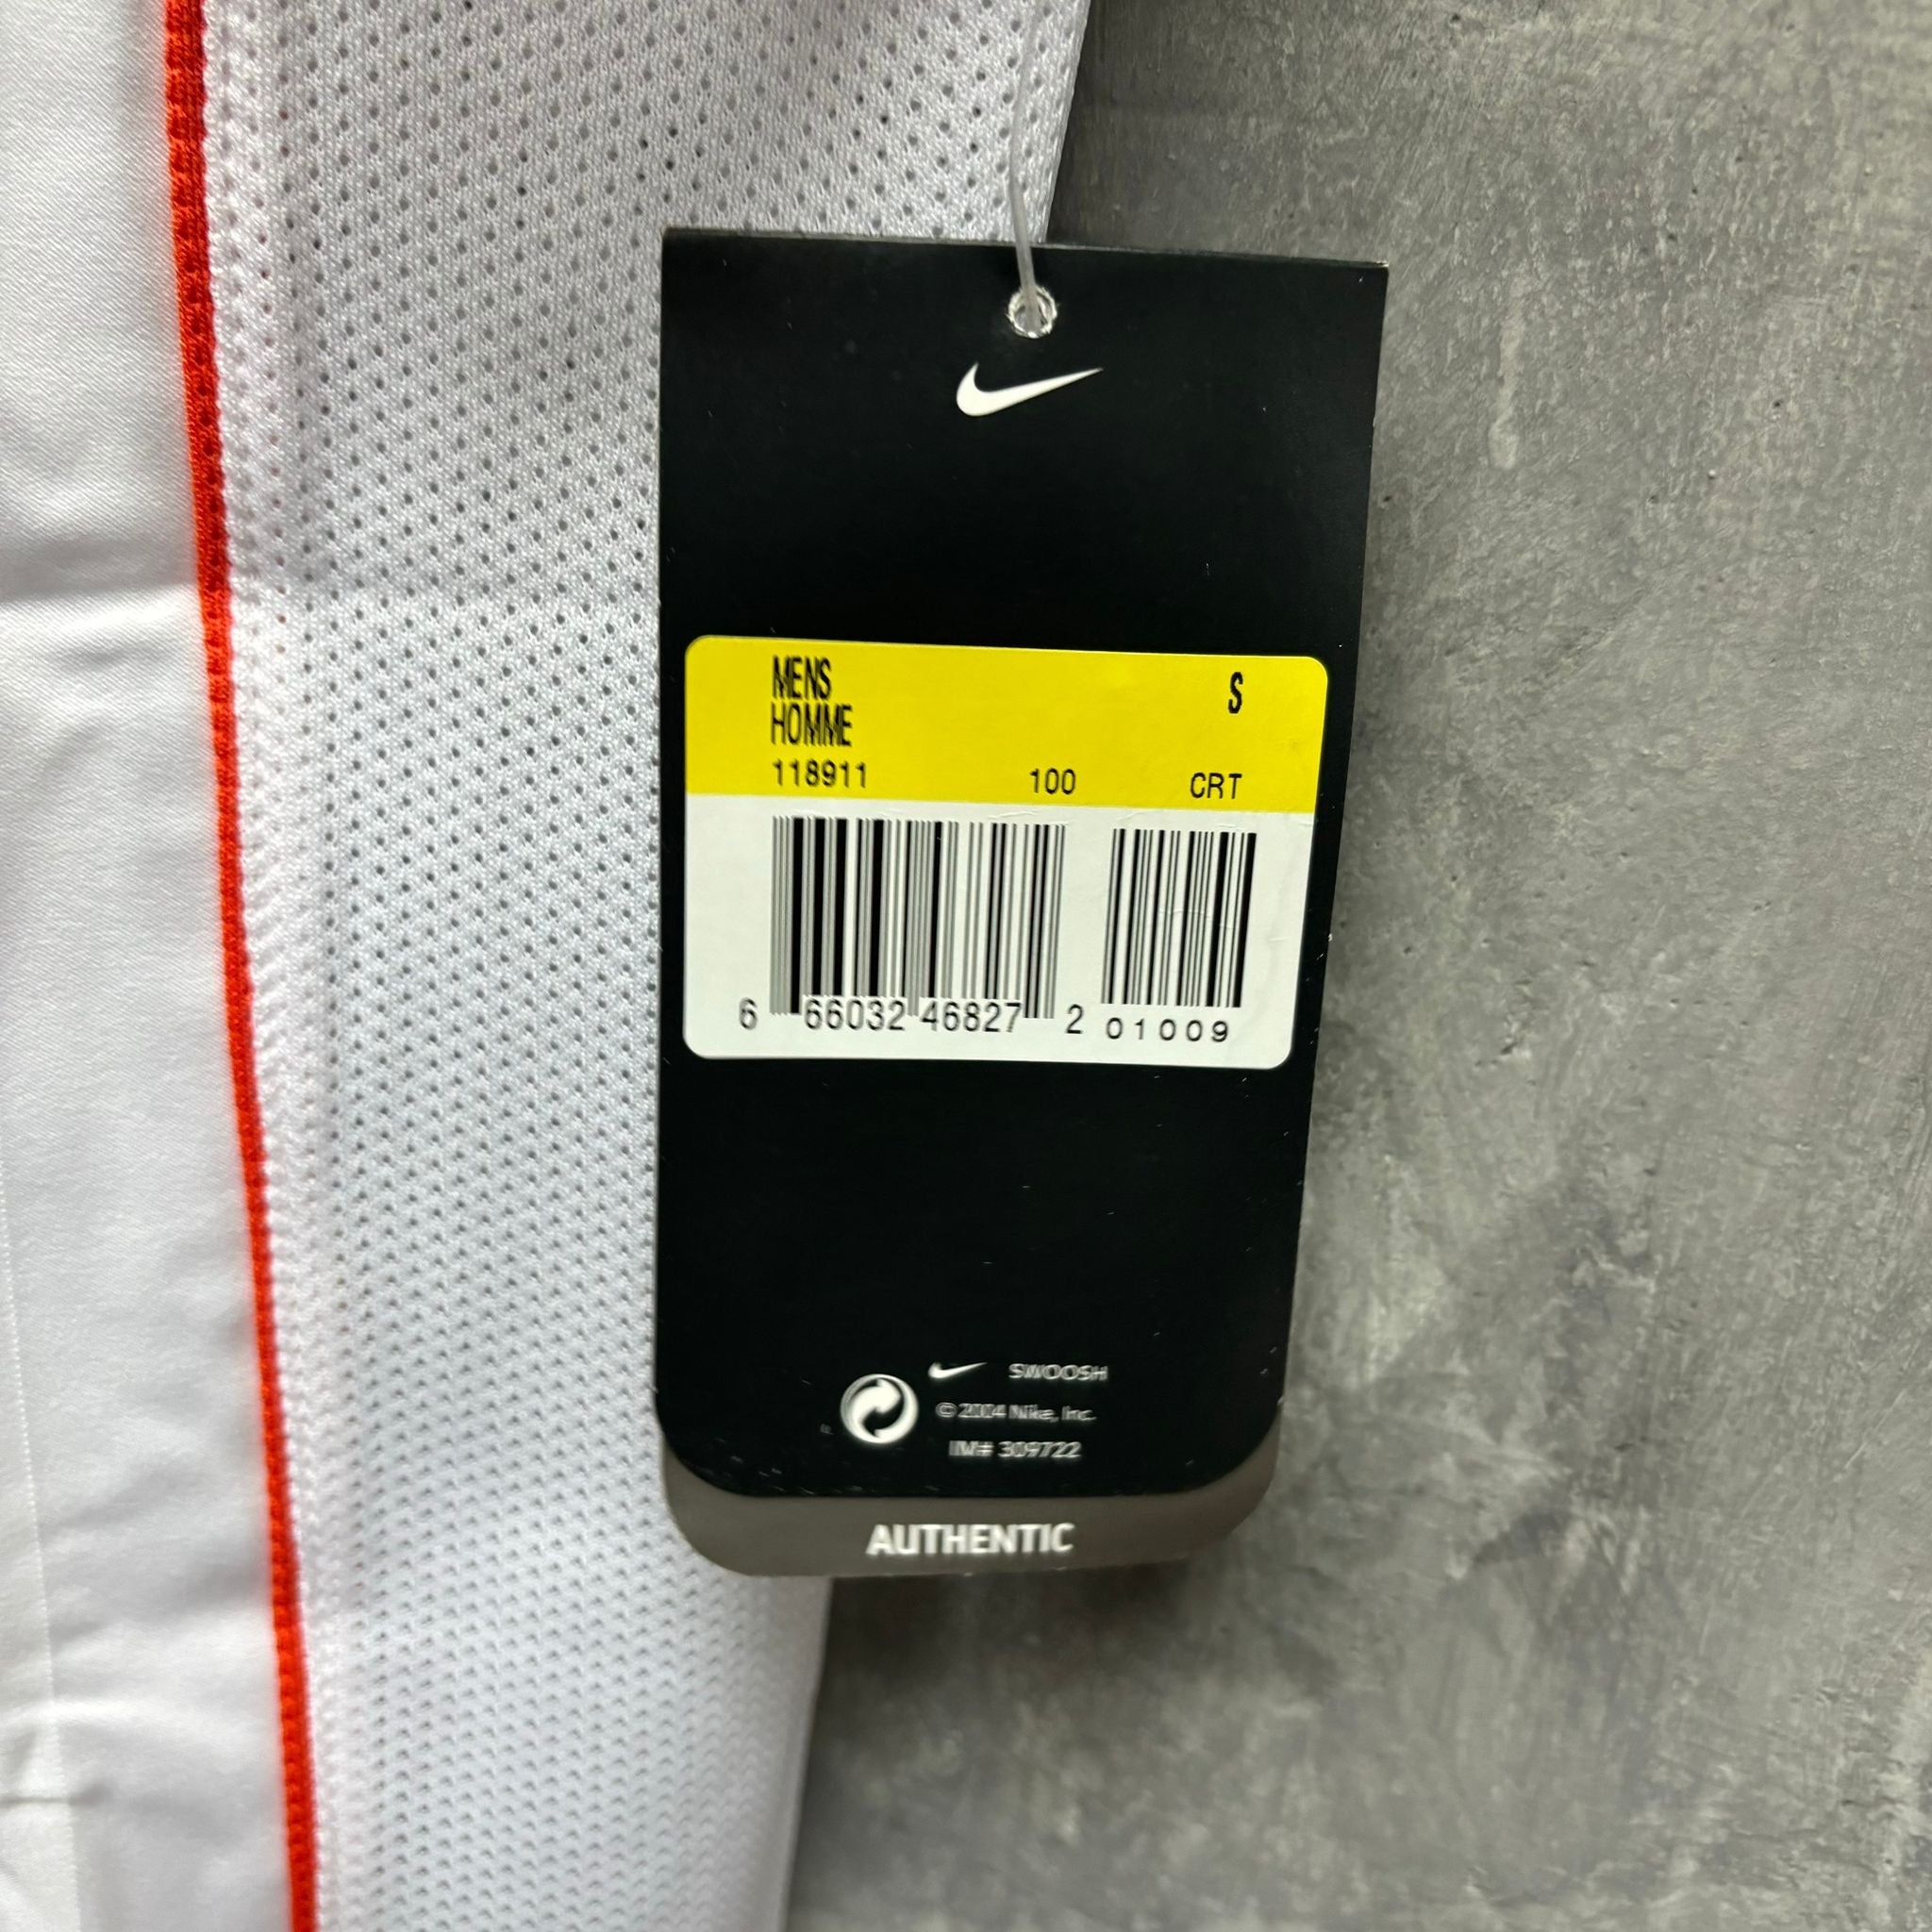 MENS S
HOMME
118911 100 CRT
6 66032 46827 2 01009
SWOOSH
© 2004 Nike, Inc.
IM# 309722
AUTHENTIC